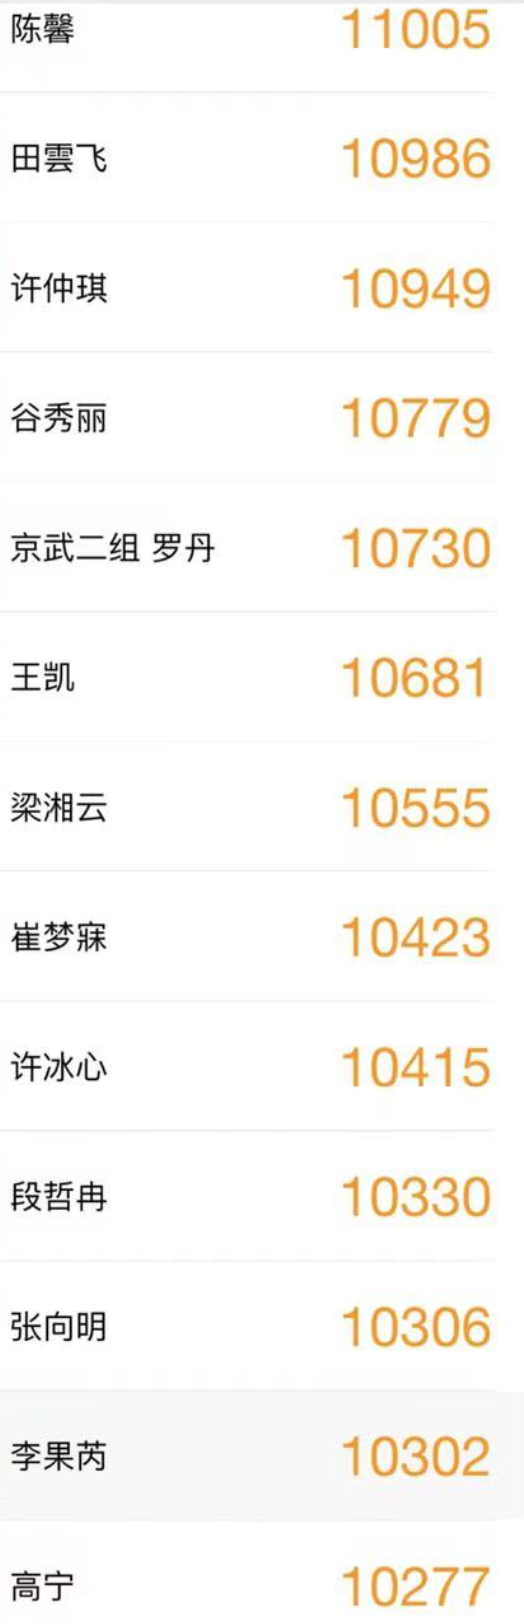 陈馨 11005
田雲飞 10986
许仲琪 10949
谷秀丽 10779
京武二组 罗丹 10730
王凯 10681
梁湘云 10555
崔梦寐 10423
许冰心 10415
段哲冉 10330
张向明 10306
李果芮 10302
高宁 10277